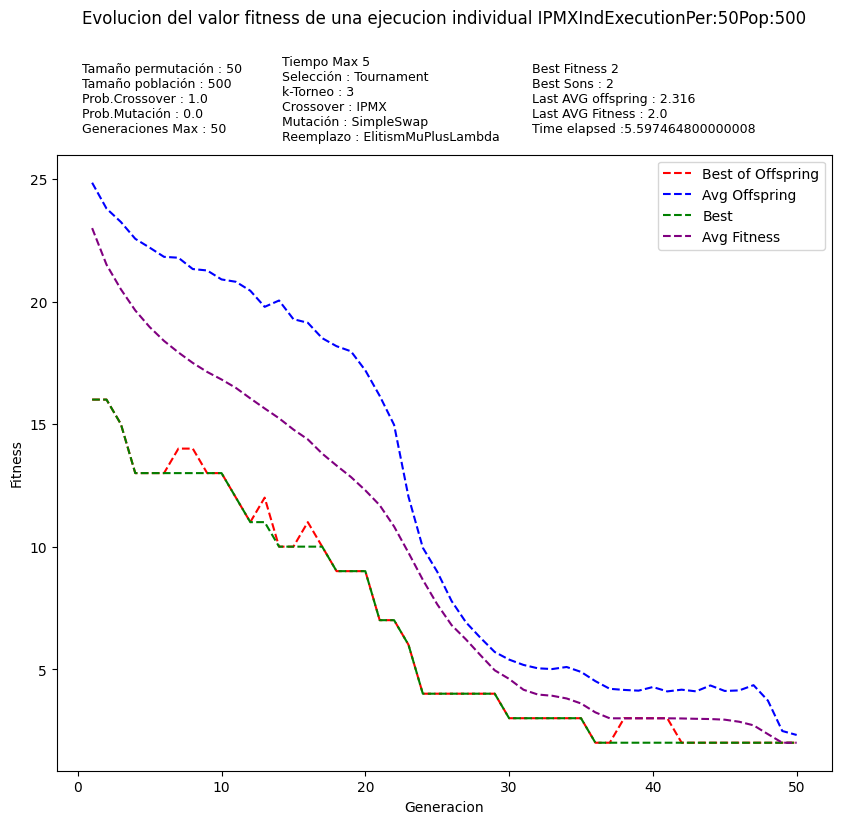 Evolucion del valor fitness de una ejecucion individual IPMXIndExecutionPer:50Pop:500
Tamaño permutación : 50
Tamaño población : 500
Prob.Crossover : 1.0
Prob.Mutación : 0.0
Generaciones Max : 50
Tiempo Max 5
Selección : Tournament
k-Torneo : 3
Crossover : IPMX
Mutación : SimpleSwap
Reemplazo : ElitismMuPlusLambda
Best Fitness 2
Best Sons : 2
Last AVG offspring : 2.316
Last AVG Fitness : 2.0
Time elapsed :5.597464800000008
Best of Offspring
Avg Offspring
Best
Avg Fitness
Fitness
25
20
15
10
5
0
10
20
30
40
50
Generacion